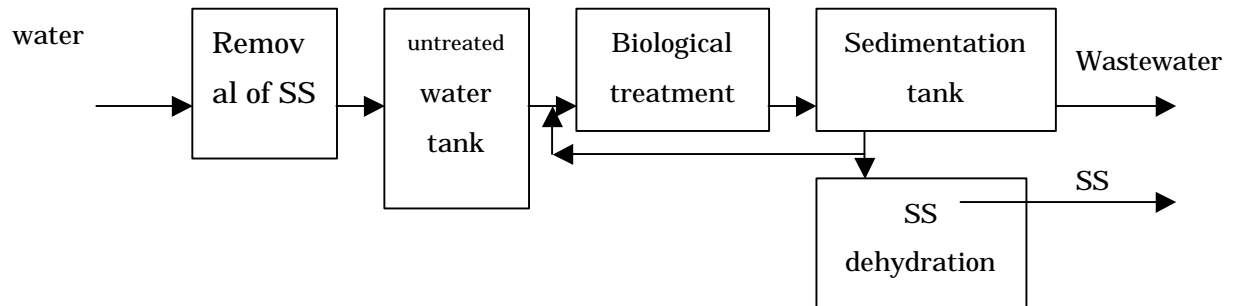 water
Remov
al of SS
untreated
water
tank
Biological
treatment
Sedimentation
tank
Wastewater
SS
SS
dehydration